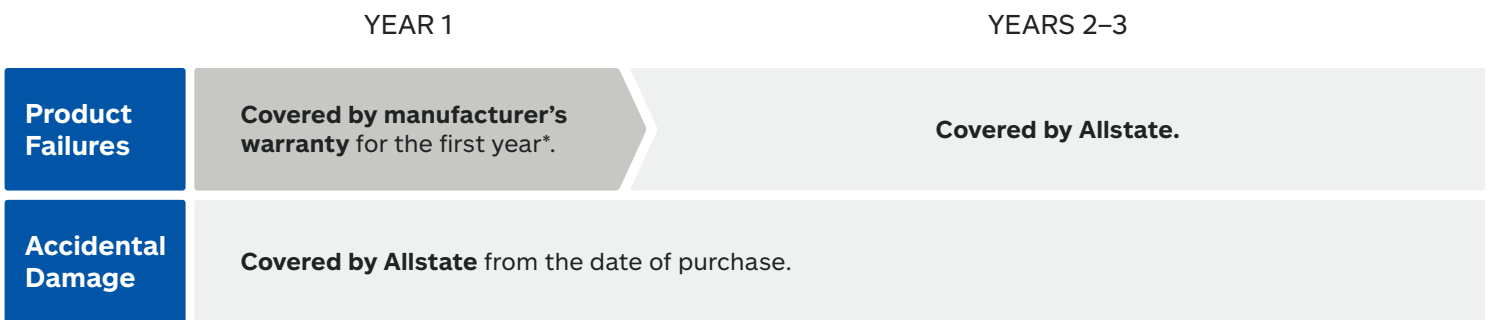 YEAR 1
YEARS 2–3
Product
Failures
Covered by manufacturer’s
warranty for the first year*.
Covered by Allstate.
Accidental
Damage
Covered by Allstate from the date of purchase.